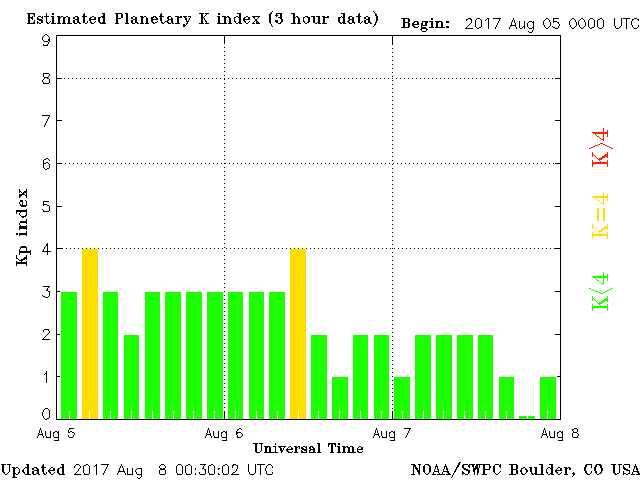 Estimated Planetary K index (3 hour data)
Begin: 2017 Aug 05 0000 UTC
9
8
7
6
5
4
3
2
1
0
Kp index
Aug 5 Aug 6 Aug 7 Aug 8
Universal Time
K>4
K=4
K<4
Updated 2017 Aug 8 00:30:02 UTC
NOAA/SWPC Boulder, CO USA